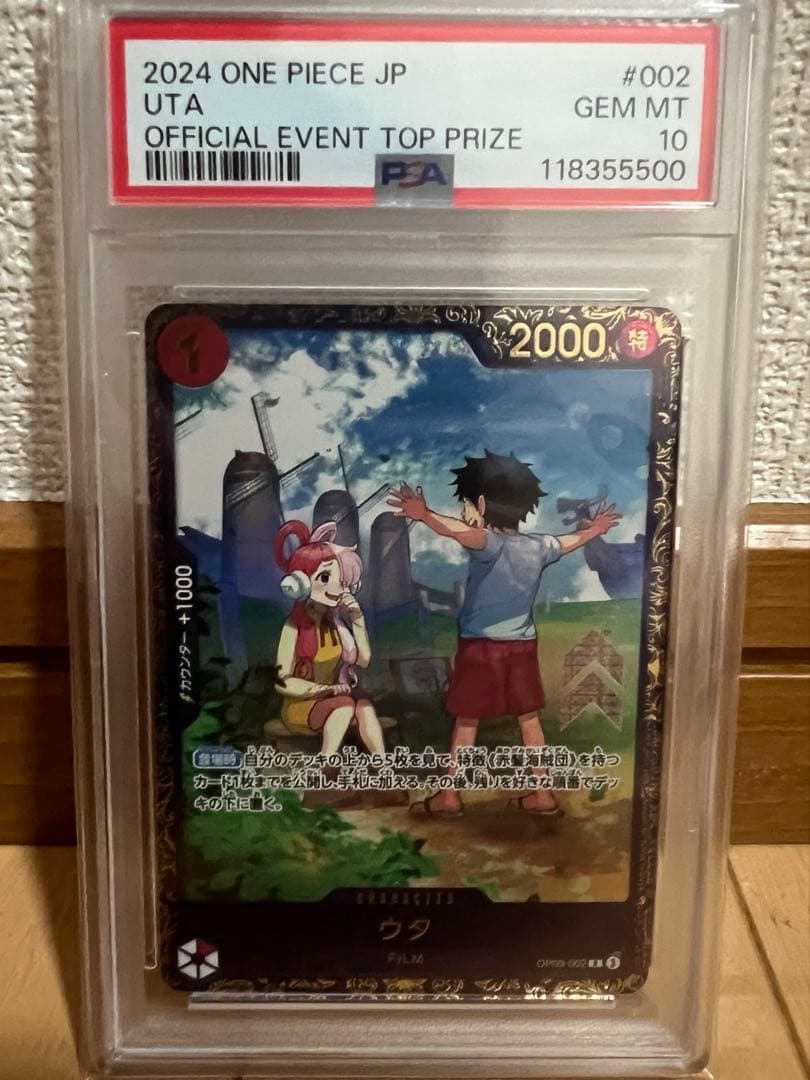 2024 ONE PIECE JP #002
UTA GEM MT
OFFICIAL EVENT TOP PRIZE 10
PSA 118355500
1 2000 特
カウンター +1000
登場時 自分のデッキの上から5枚を見て、特徴《赤髪海賊団》を持つ
カード1枚までを公開し、手札に加える。その後、残りを好きな順番でデッ
キの下に置く。
CHARACTER
ウタ
FILM
OP09-002 R